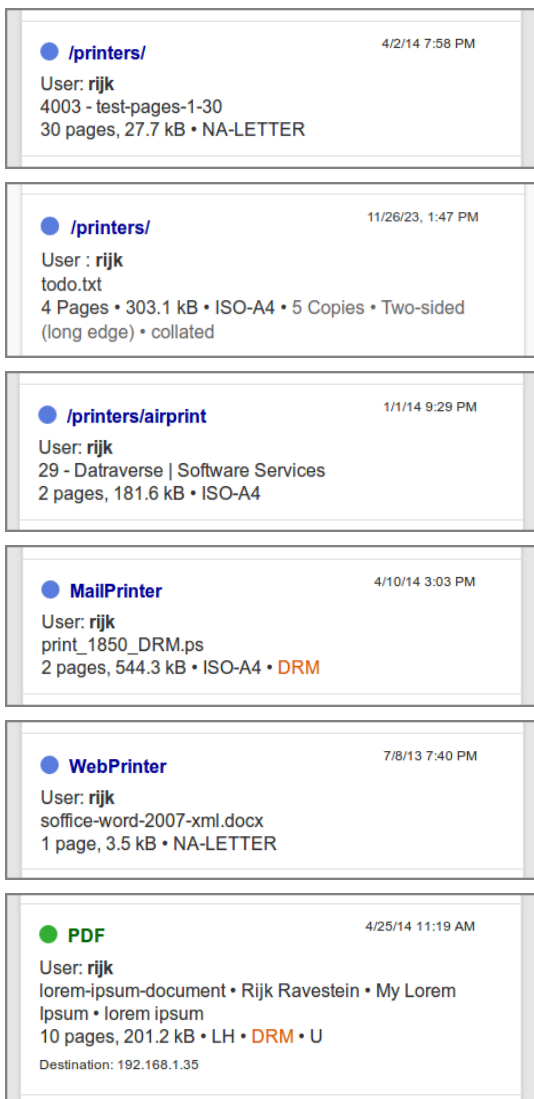 /printers/ 4/2/14 7:58 PM
User: rijk
4003 - test-pages-1-30
30 pages, 27.7 kB • NA-LETTER
/printers/ 11/26/23, 1:47 PM
User : rijk
todo.txt
4 Pages • 303.1 kB • ISO-A4 • 5 Copies • Two-sided
(long edge) • collated
/printers/airprint 1/1/14 9:29 PM
User: rijk
29 - Datraverse | Software Services
2 pages, 181.6 kB • ISO-A4
MailPrinter 4/10/14 3:03 PM
User: rijk
print_1850_DRM.ps
2 pages, 544.3 kB • ISO-A4 • DRM
WebPrinter 7/8/13 7:40 PM
User: rijk
soffice-word-2007-xml.docx
1 page, 3.5 kB • NA-LETTER
PDF 4/25/14 11:19 AM
User: rijk
lorem-ipsum-document • Rijk Ravestein • My Lorem
Ipsum • lorem ipsum
10 pages, 201.2 kB • LH • DRM • U
Destination: 192.168.1.35